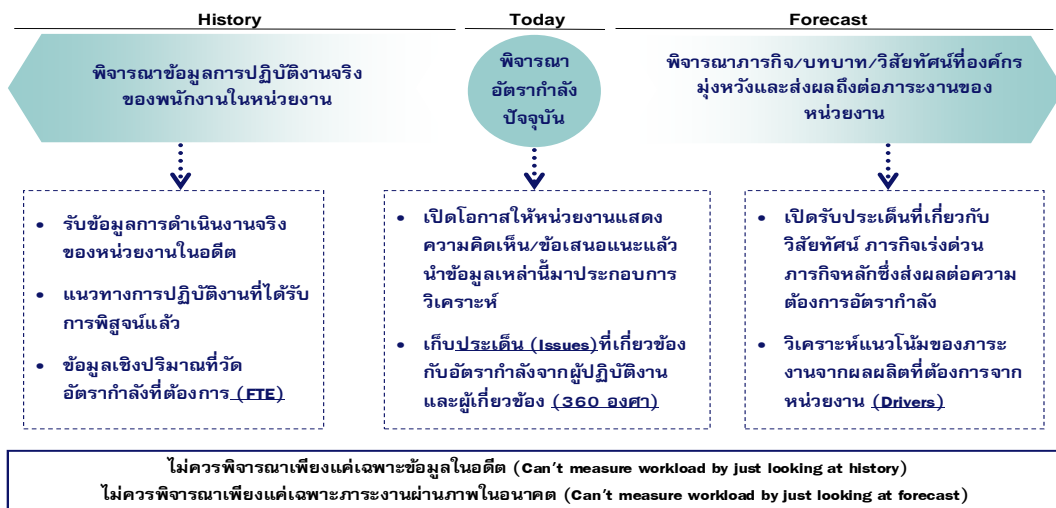 History
Today
Forecast
พิจารณาข้อมูลการปฏิบัติงานจริง
ของพนักงานในหน่วยงาน
พิจารณา
อัตรากำลัง
ปัจจุบัน
พิจารณาภารกิจ/บทบาท/วิสัยทัศน์ที่องค์กร
มุ่งหวังและส่งผลถึงต่อภาระงานของ
หน่วยงาน
• รับข้อมูลการดำเนินงานจริง
ของหน่วยงานในอดีต
• แนวทางการปฏิบัติงานที่ได้รับ
การพิสูจน์แล้ว
• ข้อมูลเชิงปริมาณที่วัด
อัตรากำลังที่ต้องการ (FTE)
• เปิดโอกาสให้หน่วยงานแสดง
ความคิดเห็น/ข้อเสนอแนะแล้ว
นำข้อมูลเหล่านี้มาประกอบการ
วิเคราะห์
• เก็บประเด็น (Issues)ที่เกี่ยวข้อง
กับอัตรากำลังจากผู้ปฏิบัติงาน
และผู้เกี่ยวข้อง (360 องศา)
• เปิดรับประเด็นที่เกี่ยวกับ
วิสัยทัศน์ ภารกิจเร่งด่วน
ภารกิจหลักซึ่งส่งผลต่อความ
ต้องการอัตรากำลัง
• วิเคราะห์แนวโน้มของภาระ
งานจากผลผลิตที่ต้องการจาก
หน่วยงาน (Drivers)
ไม่ควรพิจารณาเพียงแค่เฉพาะข้อมูลในอดีต (Can't measure workload by just looking at history)
ไม่ควรพิจารณาเพียงแค่เฉพาะภาระงานผ่านภาพในอนาคต (Can't measure workload by just looking at forecast)